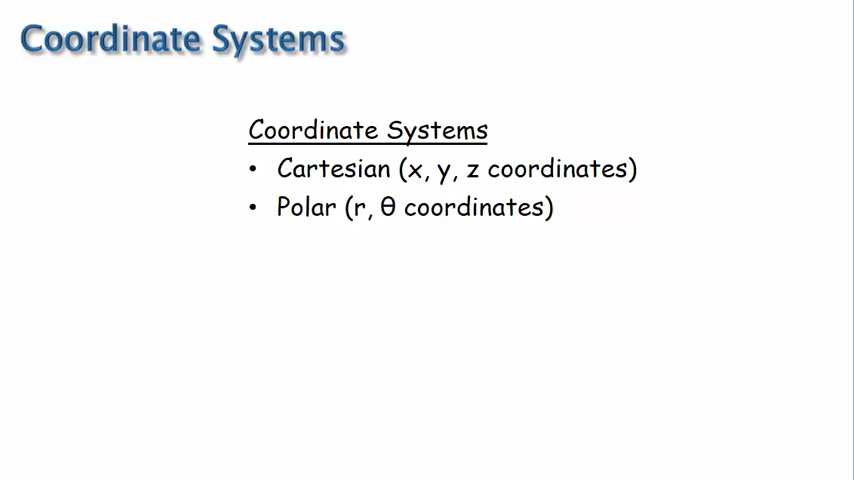 Coordinate Systems
Coordinate Systems
• Cartesian (x, y, z coordinates)
• Polar (r, θ coordinates)